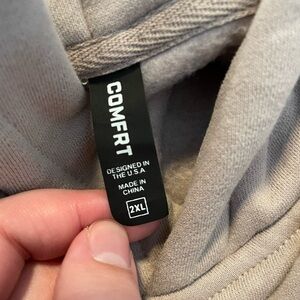 COMFRT
DESIGNED IN
THE U.S.A
MADE IN
CHINA
2XL